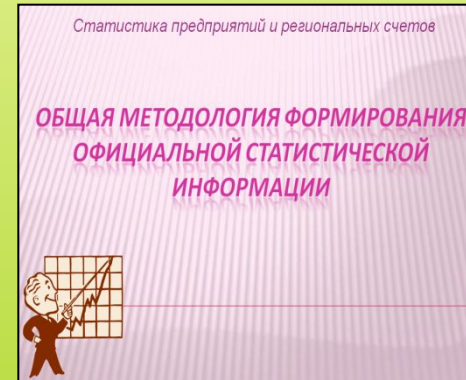 Статистика предприятий и региональных счетов
ОБЩАЯ МЕТОДОЛОГИЯ ФОРМИРОВАНИЯ
ОФИЦИАЛЬНОЙ СТАТИСТИЧЕСКОЙ
ИНФОРМАЦИИ